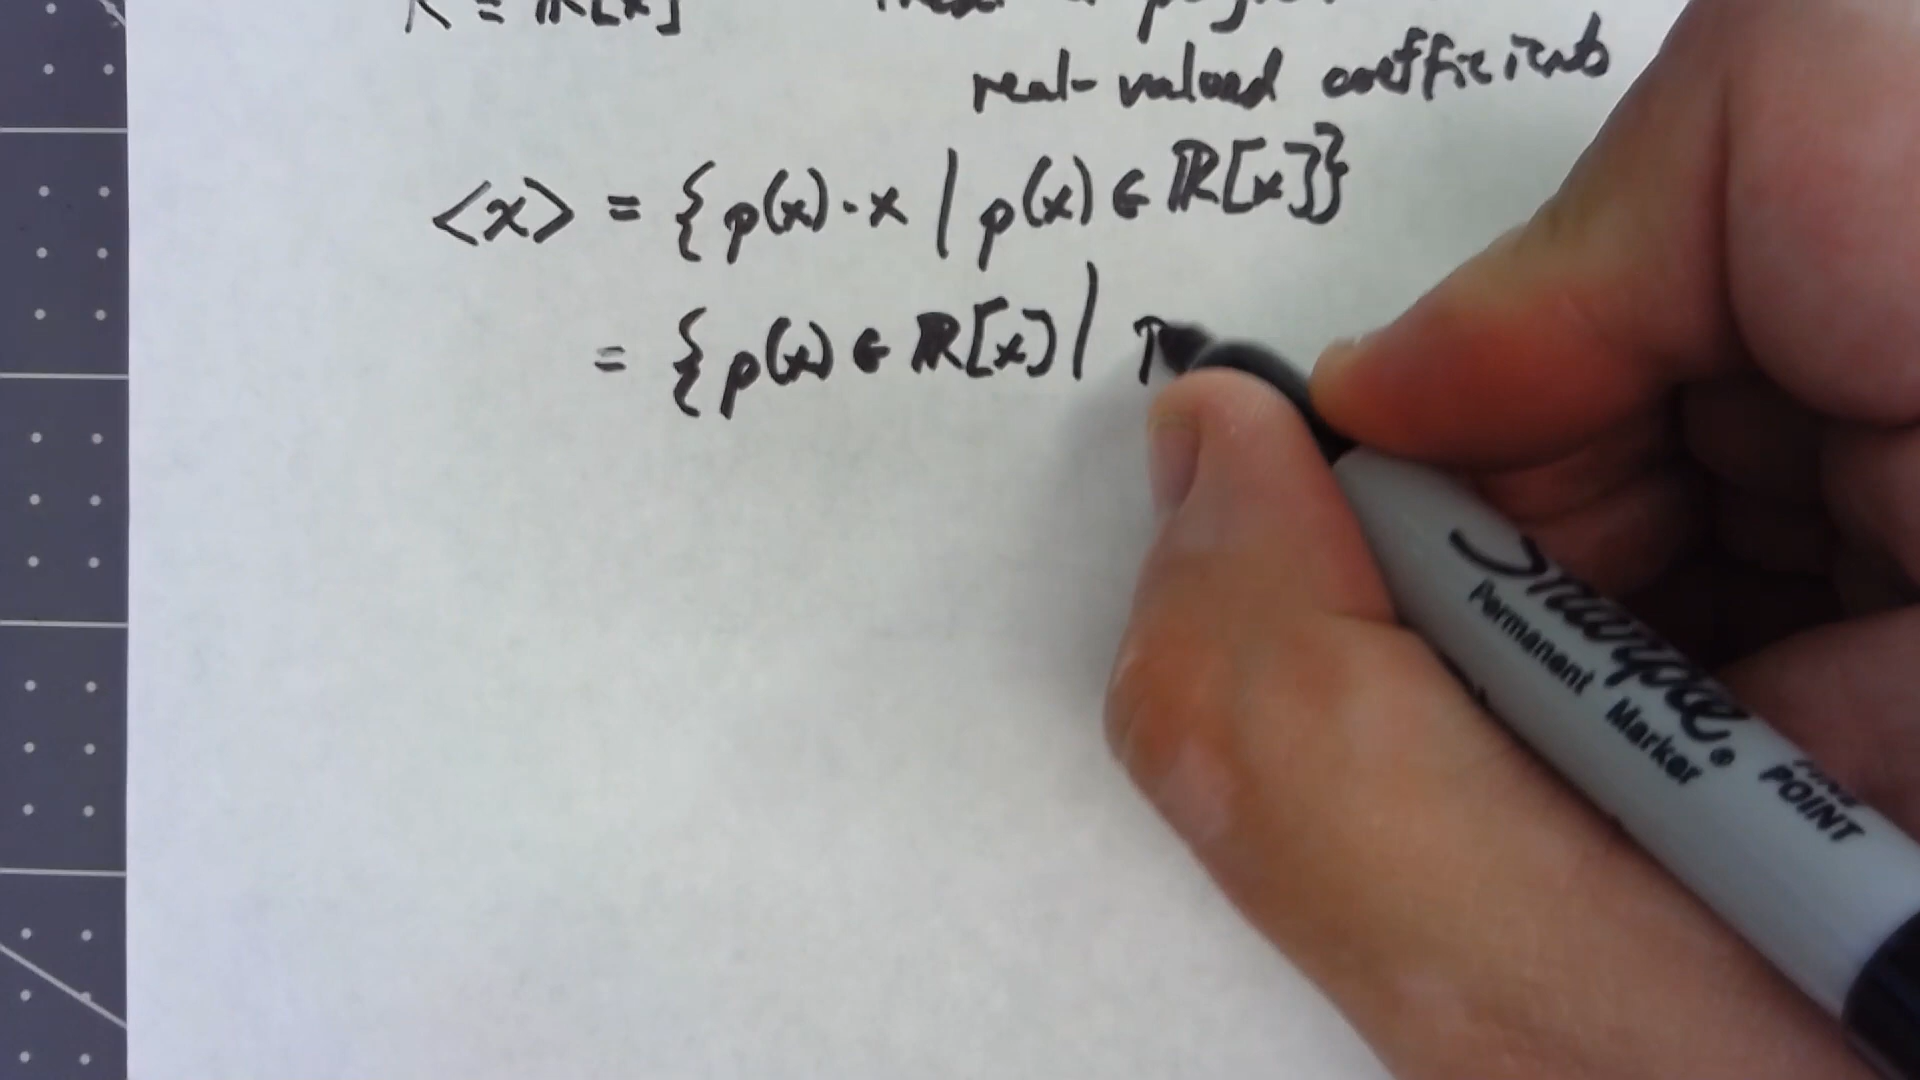 R = ℝ[x]
real-valued coefficients
<x> = {p(x)·x | p(x) ∈ ℝ[x]}
= {p(x) ∈ ℝ[x] |
Sharpie.
Permanent Marker
POINT